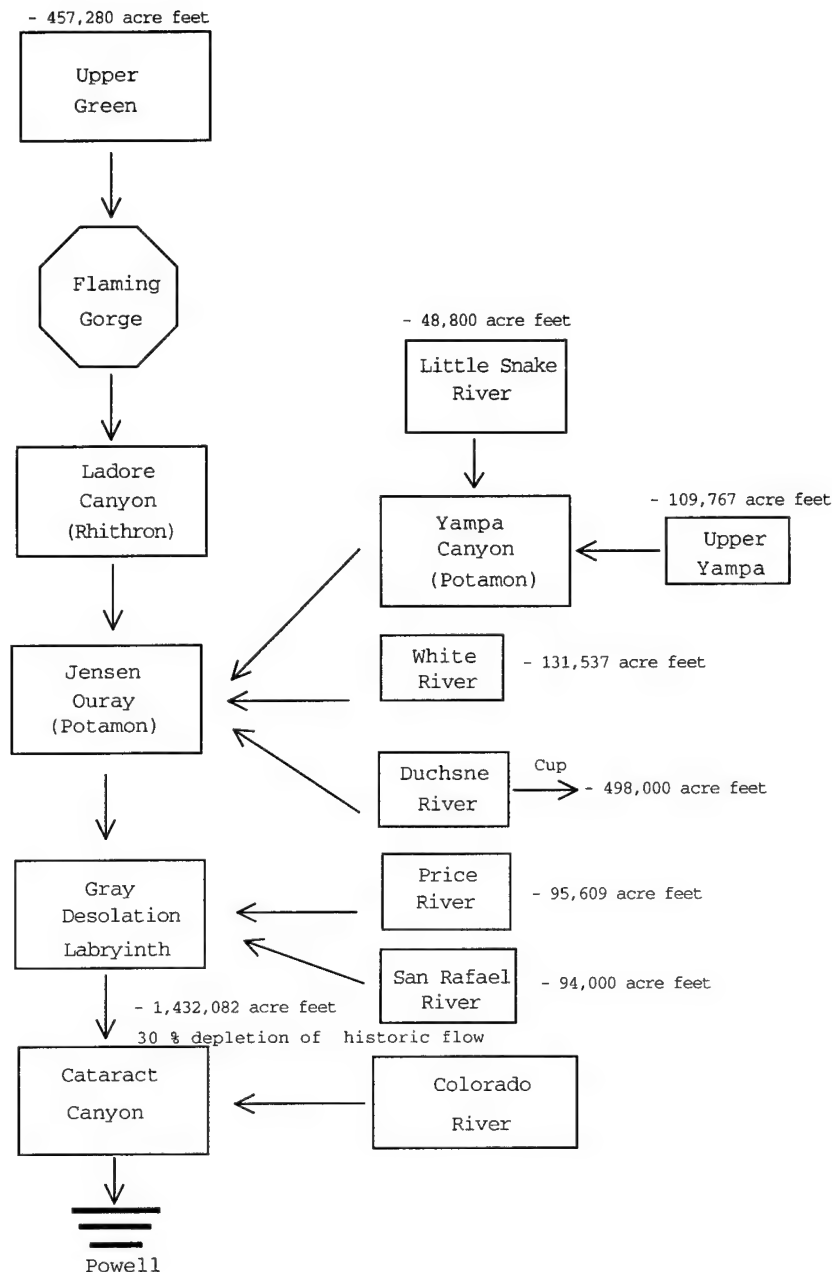 - 457,280 acre feet
Upper
Green
Flaming
Gorge
- 48,800 acre feet
Little Snake
River
Ladore
Canyon
(Rhithron)
- 109,767 acre feet
Yampa
Canyon
(Potamon)
Upper
Yampa
Jensen
Ouray
(Potamon)
White
River
- 131,537 acre feet
Duchsne
River
Cup
- 498,000 acre feet
Gray
Desolation
Labryinth
Price
River
- 95,609 acre feet
San Rafael
River
- 94,000 acre feet
- 1,432,082 acre feet
30 % depletion of historic flow
Cataract
Canyon
Colorado
River
Powell